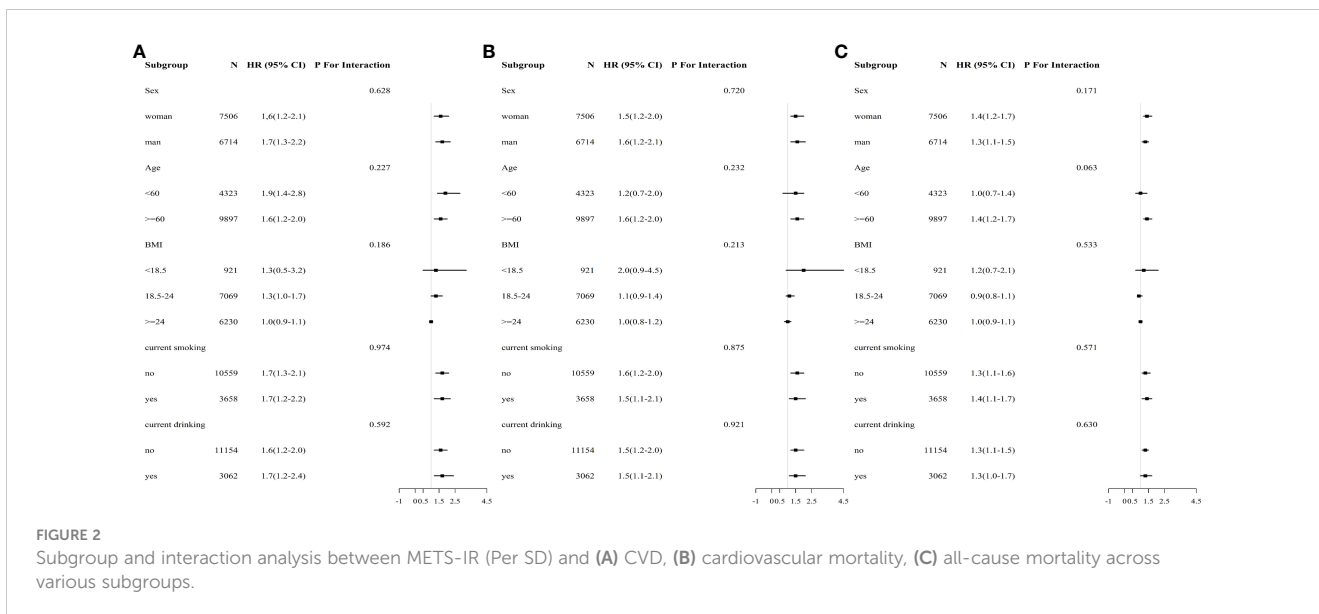 A B C
Subgroup N HR (95% CI) P For Interaction Subgroup N HR (95% CI) P For Interaction Subgroup N HR (95% CI) P For Interaction
Sex 0.628 Sex 0.720 Sex 0.171
woman 7506 1,6(1.2-2.1) woman 7506 1.5(1.2-2.0) woman 7506 1.4(1.2-1.7)
man 6714 1.7(1.3-2.2) man 6714 1.6(1.2-2.1) man 6714 1.3(1.1-1.5)
Age 0.227 Age 0.232 Age 0.063
<60 4323 1.9(1.4-2.8) <60 4323 1.2(0.7-2.0) <60 4323 1.0(0.7-1.4)
>=60 9897 1.6(1.2-2.0) >=60 9897 1.6(1.2-2.0) >=60 9897 1.4(1.2-1.7)
BMI 0.186 BMI 0.213 BMI 0.533
<18.5 921 1.3(0.5-3.2) <18.5 921 2.0(0.9-4.5) <18.5 921 1.2(0.7-2.1)
18.5-24 7069 1.3(1.0-1.7) 18.5-24 7069 1.1(0.9-1.4) 18.5-24 7069 0.9(0.8-1.1)
>=24 6230 1.0(0.9-1.1) >=24 6230 1.0(0.8-1.2) >=24 6230 1.0(0.9-1.1)
current smoking 0.974 current smoking 0.875 current smoking 0.571
no 10559 1.7(1.3-2.1) no 10559 1.6(1.2-2.0) no 10559 1.3(1.1-1.6)
yes 3658 1.7(1.2-2.2) yes 3658 1.5(1.1-2.1) yes 3658 1.4(1.1-1.7)
current drinking 0.592 current drinking 0.921 current drinking 0.630
no 11154 1.6(1.2-2.0) no 11154 1.5(1.2-2.0) no 11154 1.3(1.1-1.5)
yes 3062 1.7(1.2-2.4) yes 3062 1.5(1.1-2.1) yes 3062 1.3(1.0-1.7)
-1 0 0.5 1.5 2.5 4.5 -1 0 0.5 1.5 2.5 4.5 -1 0 0.5 1.5 2.5 4.5
FIGURE 2
Subgroup and interaction analysis between METS-IR (Per SD) and (A) CVD, (B) cardiovascular mortality, (C) all-cause mortality across
various subgroups.